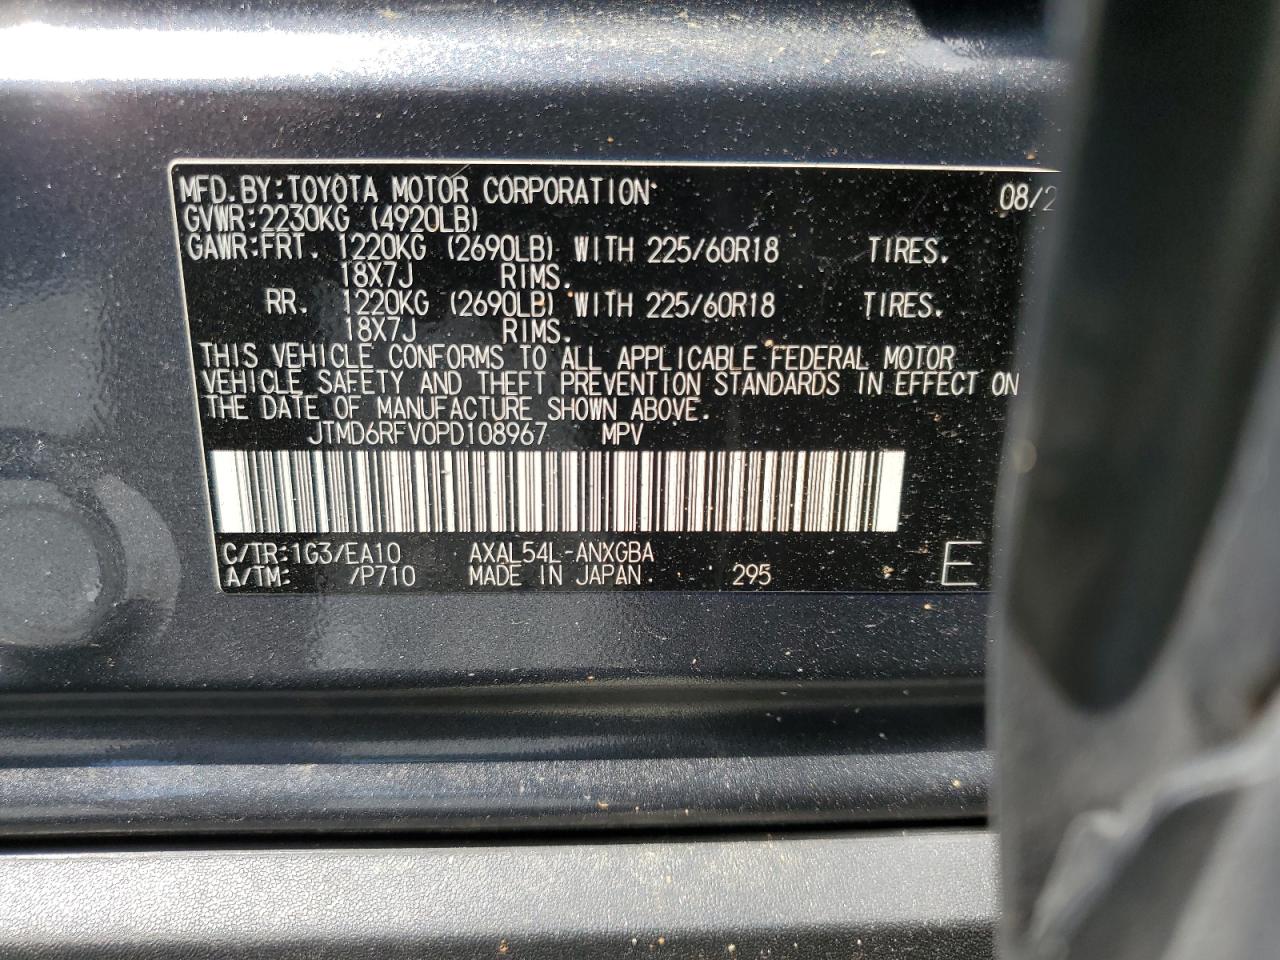 MFD.BY:TOYOTA MOTOR CORPORATION 08/2
GVWR:2230KG (4920LB)
GAWR:FRT. 1220KG (2690LB) WITH 225/60R18 TIRES.
18X7J RIMS.
RR. 1220KG (2690LB) WITH 225/60R18 TIRES.
18X7J RIMS.
THIS VEHICLE CONFORMS TO ALL APPLICABLE FEDERAL MOTOR
VEHICLE SAFETY AND THEFT PREVENTION STANDARDS IN EFFECT ON
THE DATE OF MANUFACTURE SHOWN ABOVE.
JTMD6RFV0PD108967 MPV
C/TR:1G3/EA10 AXAL54L-ANXGBA
A/TM: /P710 MADE IN JAPAN. 295 E